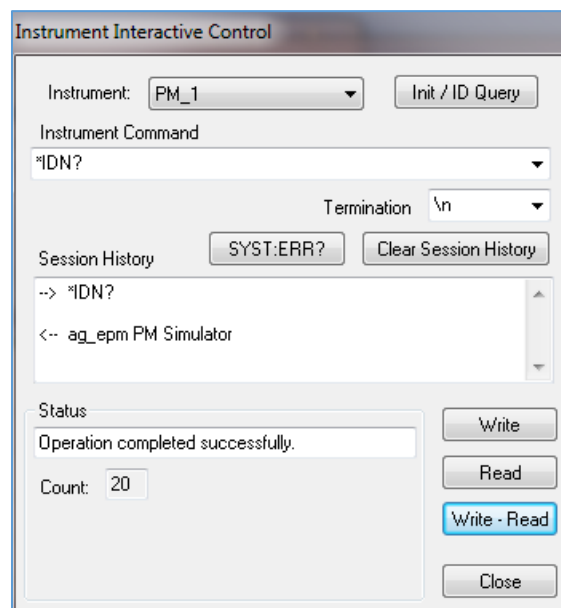 Instrument Interactive Control
Instrument: PM_1 Init / ID Query
Instrument Command
*IDN?
Termination \n
Session History SYST:ERR? Clear Session History
--> *IDN?
<-- ag_epm PM Simulator
Status
Operation completed successfully.
Write
Count: 20
Read
Write - Read
Close